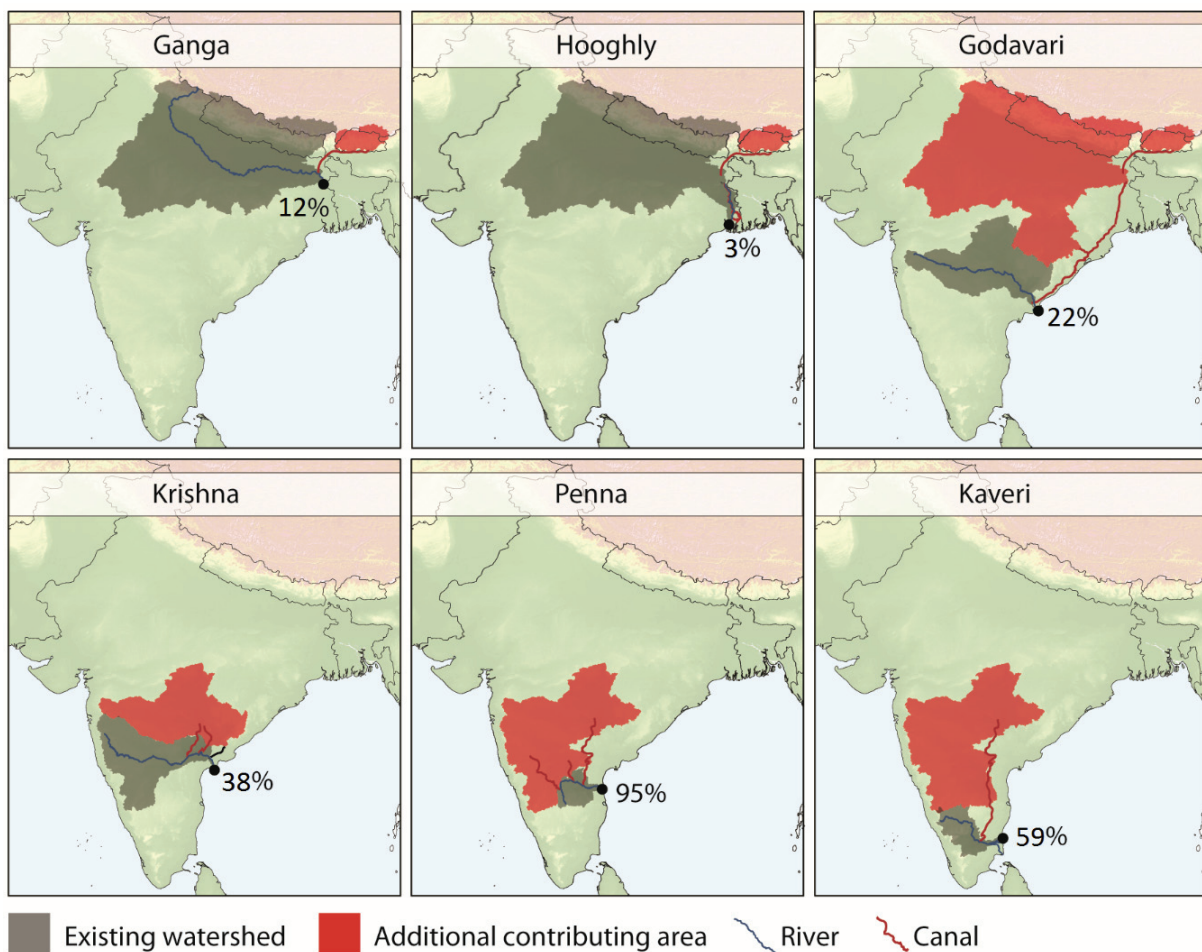 Ganga
Hooghly
Godavari
12%
3%
22%
Krishna
Penna
Kaveri
38%
95%
59%
Existing watershed
Additional contributing area
River
Canal